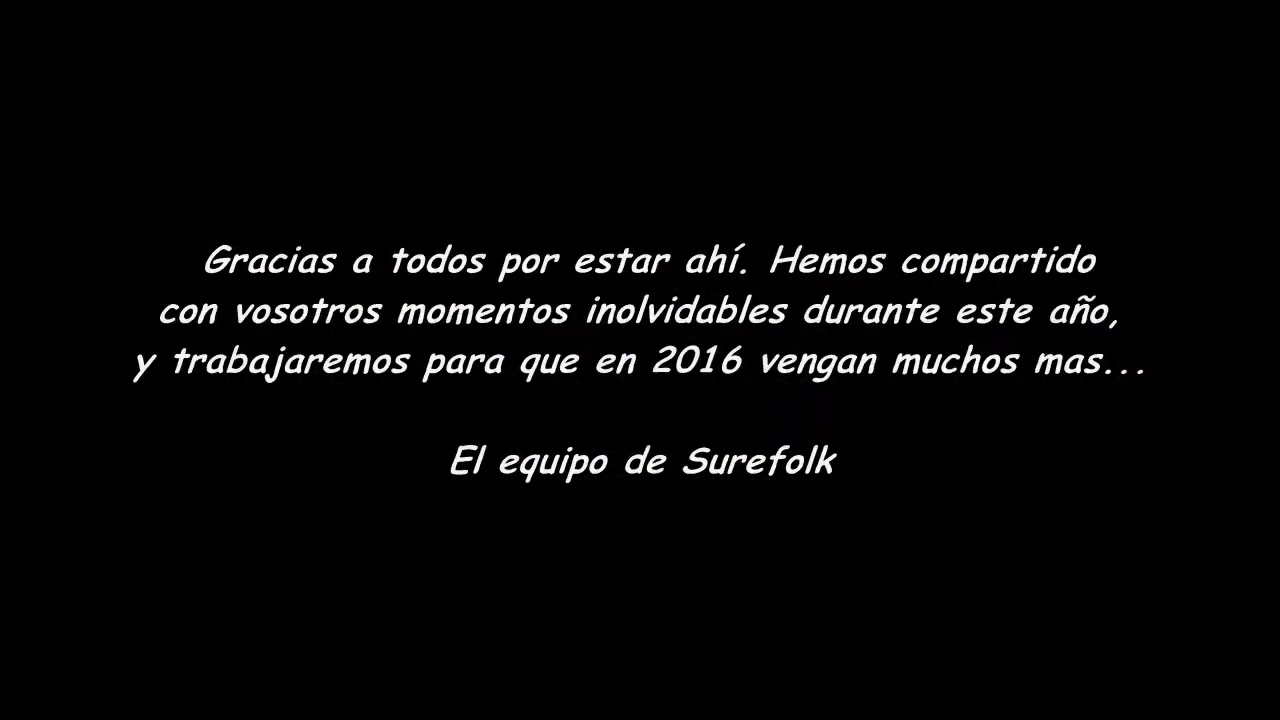 Gracias a todos por estar ahí. Hemos compartido
con vosotros momentos inolvidables durante este año,
y trabajaremos para que en 2016 vengan muchos mas...
El equipo de Surefolk